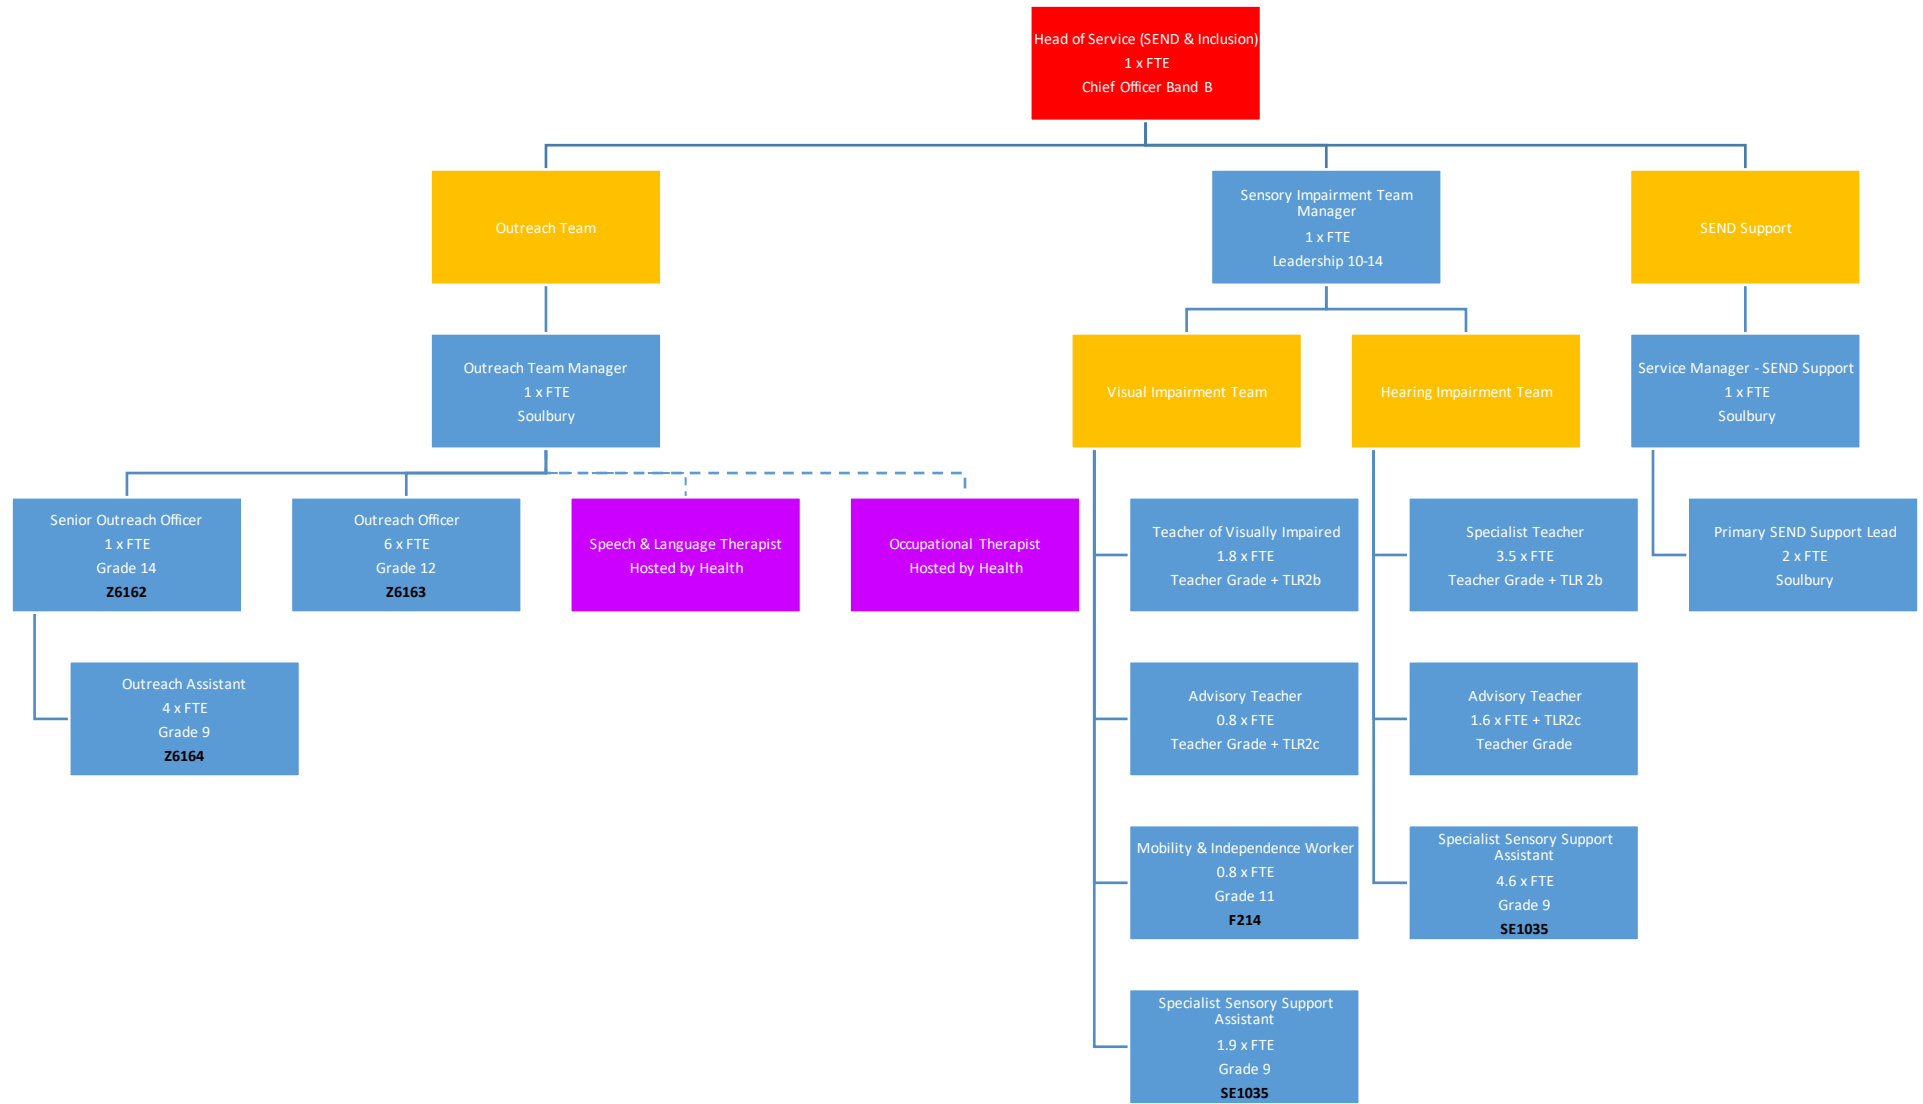 Head of Service (SEND & Inclusion)
1 x FTE
Chief Officer Band B
Outreach Team
Sensory Impairment Team
Manager
1 x FTE
Leadership 10-14
SEND Support
Outreach Team Manager
1 x FTE
Soulbury
Visual Impairment Team
Hearing Impairment Team
Service Manager - SEND Support
1 x FTE
Soulbury
Senior Outreach Officer
1 x FTE
Grade 14
Z6162
Outreach Officer
6 x FTE
Grade 12
Z6163
Speech & Language Therapist
Hosted by Health
Occupational Therapist
Hosted by Health
Teacher of Visually Impaired
1.8 x FTE
Teacher Grade + TLR2b
Specialist Teacher
3.5 x FTE
Teacher Grade + TLR 2b
Primary SEND Support Lead
2 x FTE
Soulbury
Outreach Assistant
4 x FTE
Grade 9
Z6164
Advisory Teacher
0.8 x FTE
Teacher Grade + TLR2c
Advisory Teacher
1.6 x FTE + TLR2c
Teacher Grade
Mobility & Independence Worker
0.8 x FTE
Grade 11
F214
Specialist Sensory Support
Assistant
4.6 x FTE
Grade 9
SE1035
Specialist Sensory Support
Assistant
1.9 x FTE
Grade 9
SE1035